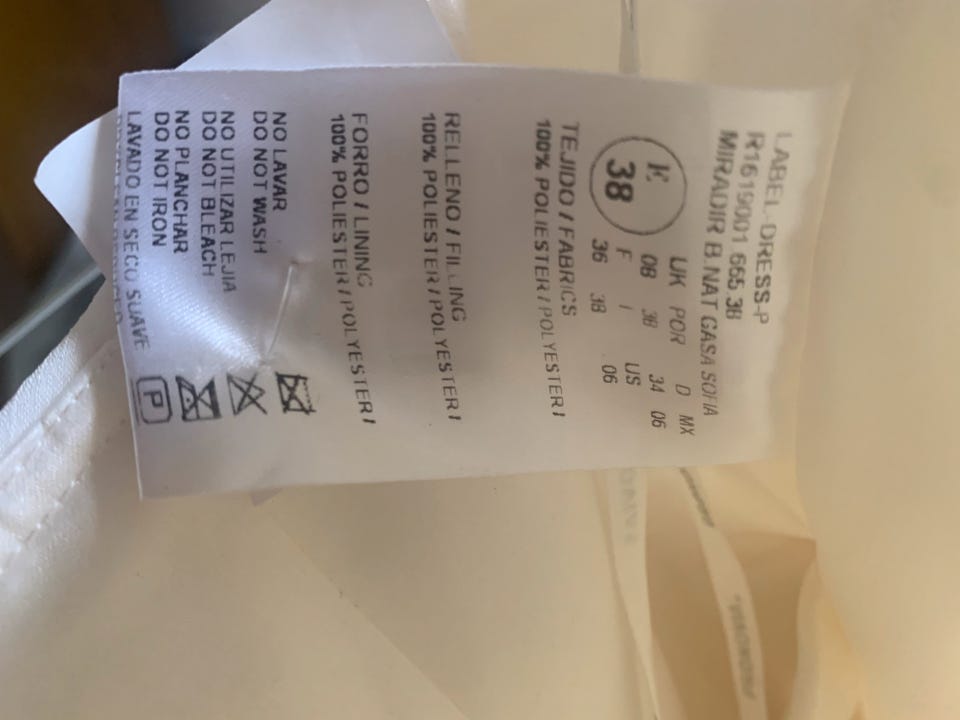 LABEL-DRESS-P
R1619001 665 38
MIRADIR B.NAT GASA SOFIA
UK POR D MX
E 08 38 34 06
38 F I US
36 38 06
TEJIDO / FABRICS
100% POLIESTER / POLYESTER /
RELLENO / FILLING
100% POLIESTER / POLYESTER /
FORRO / LINING
100% POLIESTER / POLYESTER /
NO LAVAR
DO NOT WASH
NO UTILIZAR LEJIA
DO NOT BLEACH
NO PLANCHAR
DO NOT IRON
LAVADO EN SECO SUAVE
P